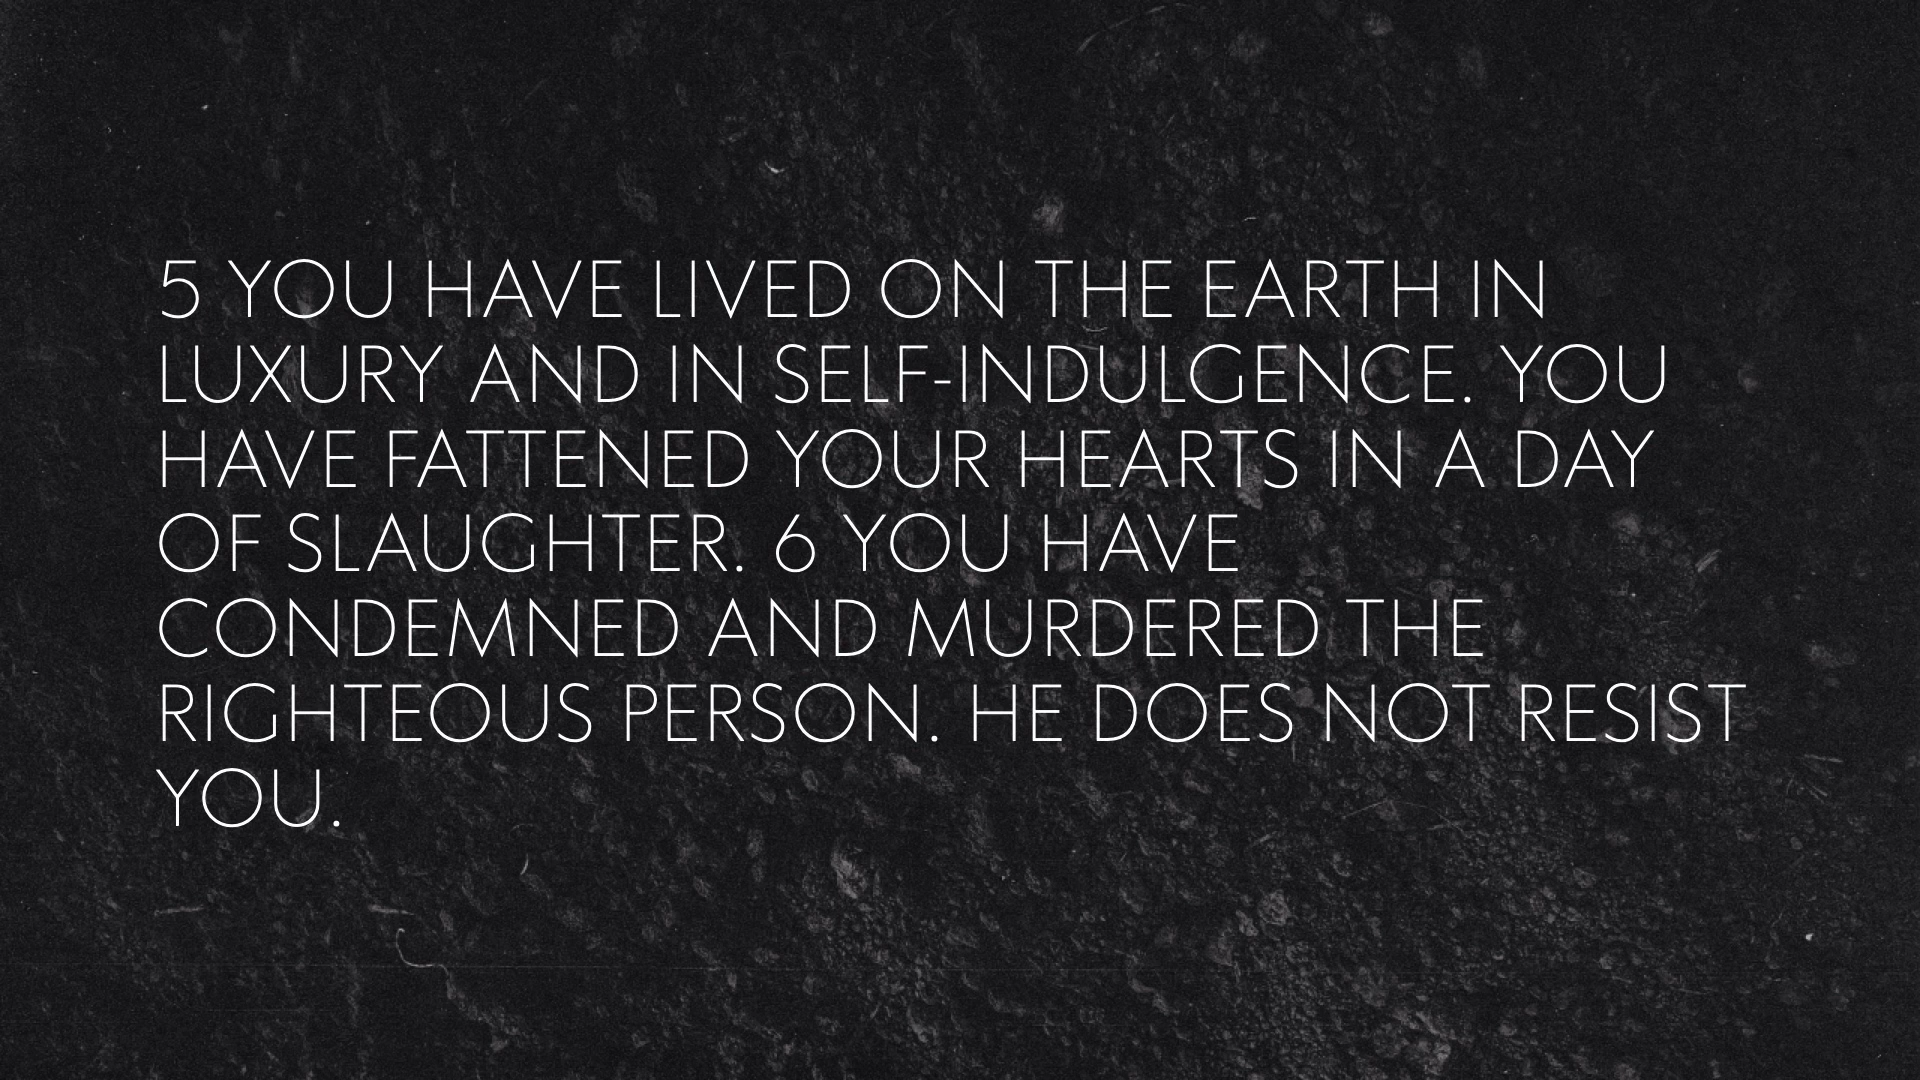 5 YOU HAVE LIVED ON THE EARTH IN
LUXURY AND IN SELF-INDULGENCE. YOU
HAVE FATTENED YOUR HEARTS IN A DAY
OF SLAUGHTER. 6 YOU HAVE
CONDEMNED AND MURDERED THE
RIGHTEOUS PERSON. HE DOES NOT RESIST
YOU.